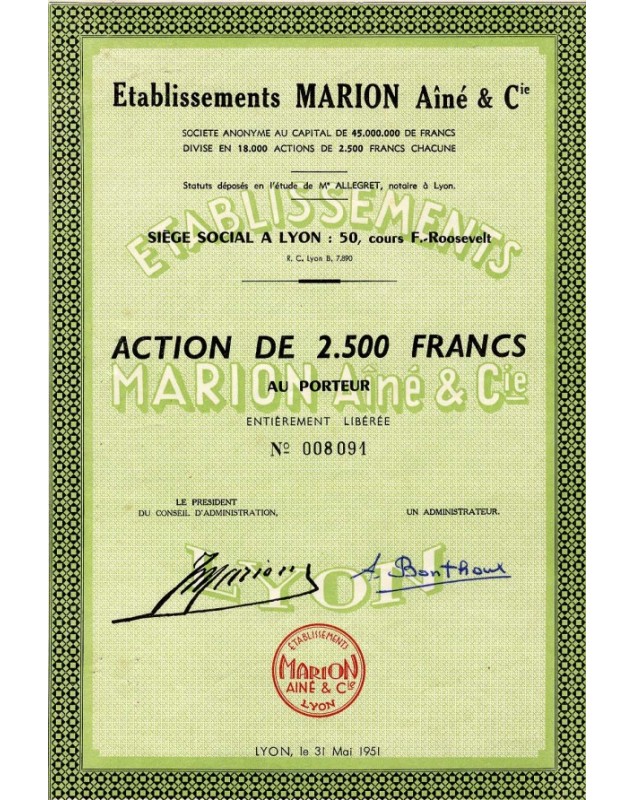 Etablissements MARION Aîné & Cie
SOCIETE ANONYME AU CAPITAL DE 45.000.000 DE FRANCS
DIVISE EN 18.000 ACTIONS DE 2.500 FRANCS CHACUNE
Statuts déposés en l'étude de Me ALLEGRET, notaire à Lyon.
ETABLISSEMENTS
SIÈGE SOCIAL A LYON : 50, cours F.-Roosevelt
R. C. Lyon B. 7.890
ACTION DE 2.500 FRANCS
MARION Aîné & Cie
AU PORTEUR
ENTIÈREMENT LIBÉRÉE
No 008091
LE PRESIDENT
DU CONSEIL D'ADMINISTRATION,
UN ADMINISTRATEUR.
LYON
Marion
A. Bonthoux
ÉTABLISSEMENTS
MARION
AINÉ & Cie
LYON
LYON, le 31 Mai 1951